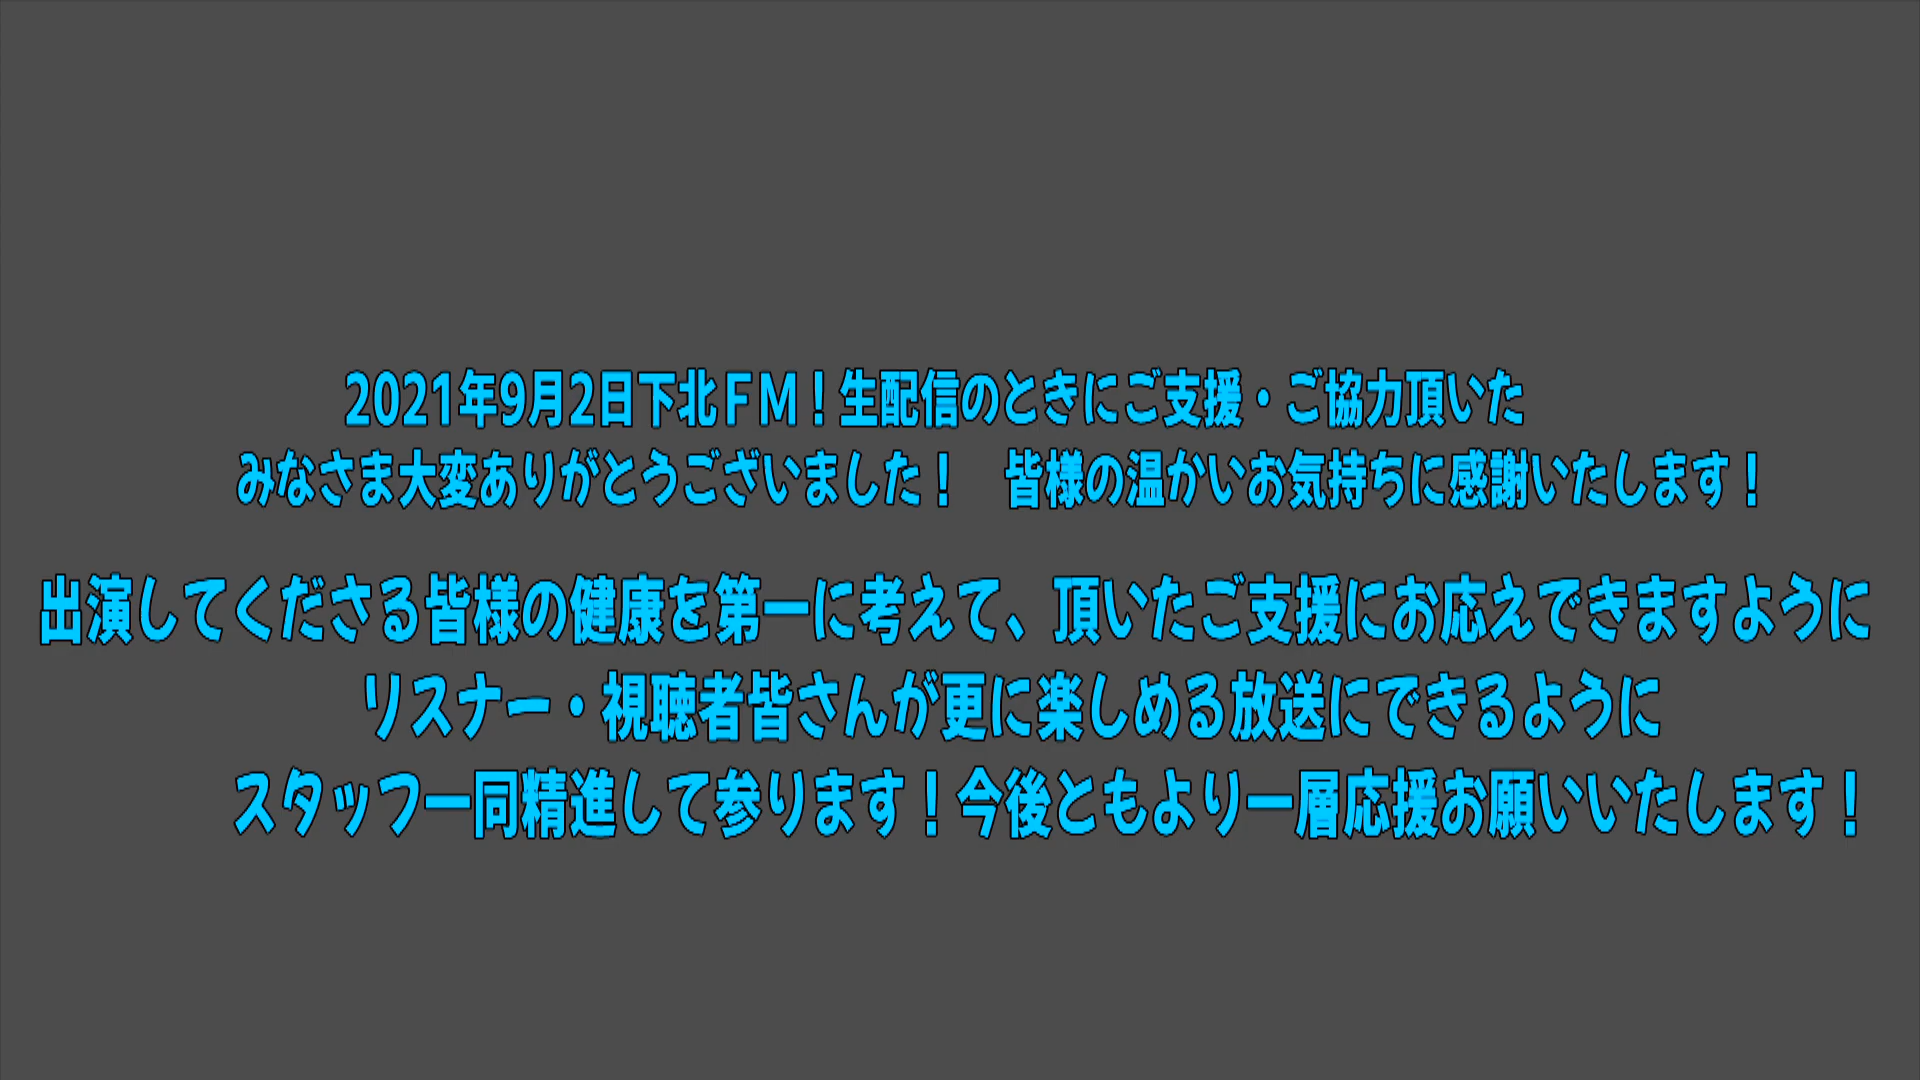 2021年9月2日下北ＦＭ！生配信のときにご支援・ご協力頂いた
みなさま大変ありがとうございました！　皆様の温かいお気持ちに感謝いたします！
出演してくださる皆様の健康を第一に考えて、頂いたご支援にお応えできますように
リスナー・視聴者皆さんが更に楽しめる放送にできるように
スタッフ一同精進して参ります！今後ともより一層応援お願いいたします！